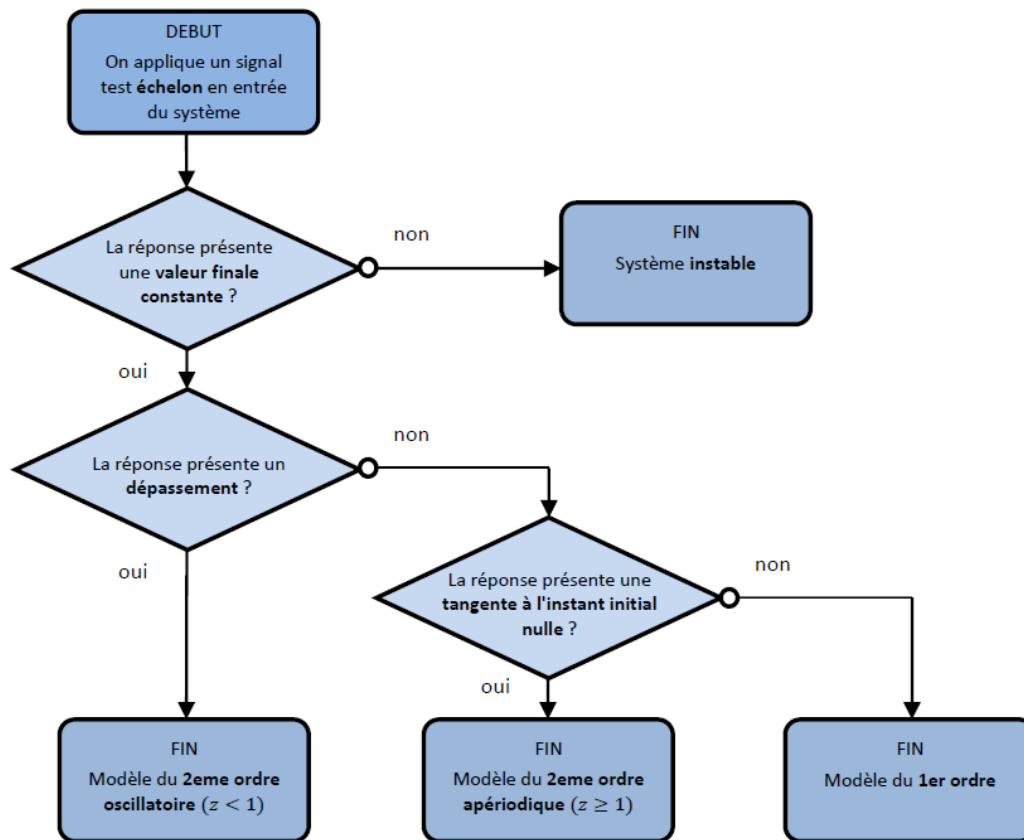 DEBUT
On applique un signal
test échelon en entrée
du système
La réponse présente
une valeur finale
constante ?
non
FIN
Système instable
oui
La réponse présente un
dépassement ?
non
oui
La réponse présente une
tangente à l'instant initial
nulle ?
non
oui
FIN
Modèle du 2eme ordre
oscillatoire (z < 1)
FIN
Modèle du 2eme ordre
apériodique (z ≥ 1)
FIN
Modèle du 1er ordre